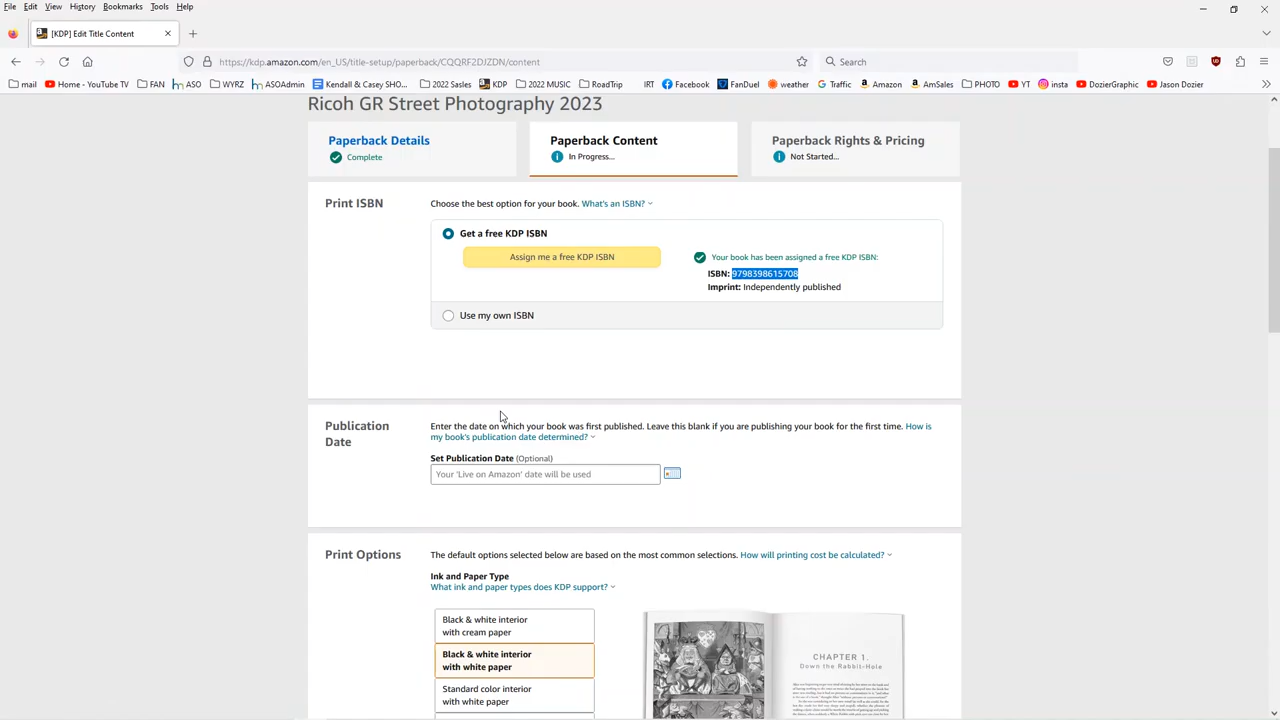 File Edit View History Bookmarks Tools Help
[KDP] Edit Title Content
https://kdp.amazon.com/en_US/title-setup/paperback/CQQRF2DJZDN/content
Search
mail Home - YouTube TV FAN ASO WYRZ ASOAdmin Kendall & Casey SHO... 2022 Sasles KDP 2022 MUSIC RoadTrip IRT Facebook FanDuel weather Traffic Amazon AmSales PHOTO YT insta DozierGraphic Jason Dozier
Ricoh GR Street Photography 2023
Paperback Details
Complete
Paperback Content
In Progress...
Paperback Rights & Pricing
Not Started...
Print ISBN
Choose the best option for your book. What's an ISBN?
Get a free KDP ISBN
Assign me a free KDP ISBN
Your book has been assigned a free KDP ISBN:
ISBN: 9798398615708
Imprint: Independently published
Use my own ISBN
Publication
Date
Enter the date on which your book was first published. Leave this blank if you are publishing your book for the first time. How is
my book's publication date determined?
Set Publication Date (Optional)
Your 'Live on Amazon' date will be used
Print Options
The default options selected below are based on the most common selections. How will printing cost be calculated?
Ink and Paper Type
What ink and paper types does KDP support?
Black & white interior
with cream paper
Black & white interior
with white paper
Standard color interior
with white paper
CHAPTER 1.
Down the Rabbit-Hole